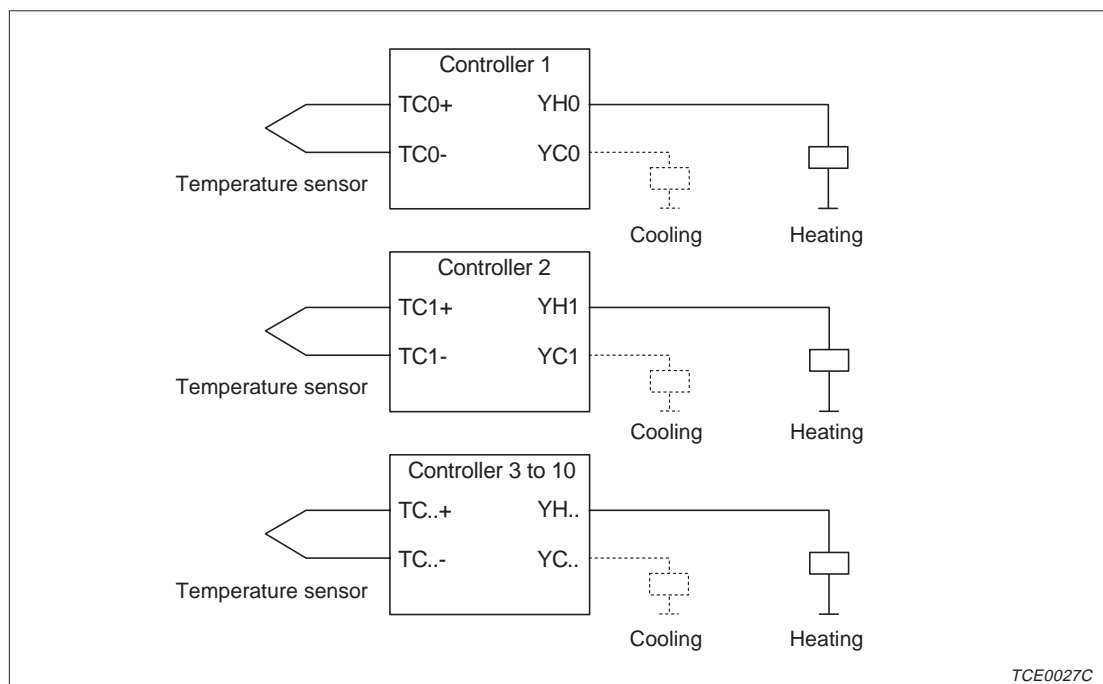 Controller 1
TC0+ YH0
TC0- YC0
Temperature sensor
Cooling Heating
Controller 2
TC1+ YH1
TC1- YC1
Temperature sensor
Cooling Heating
Controller 3 to 10
TC..+ YH..
TC..- YC..
Temperature sensor
Cooling Heating
TCE0027C